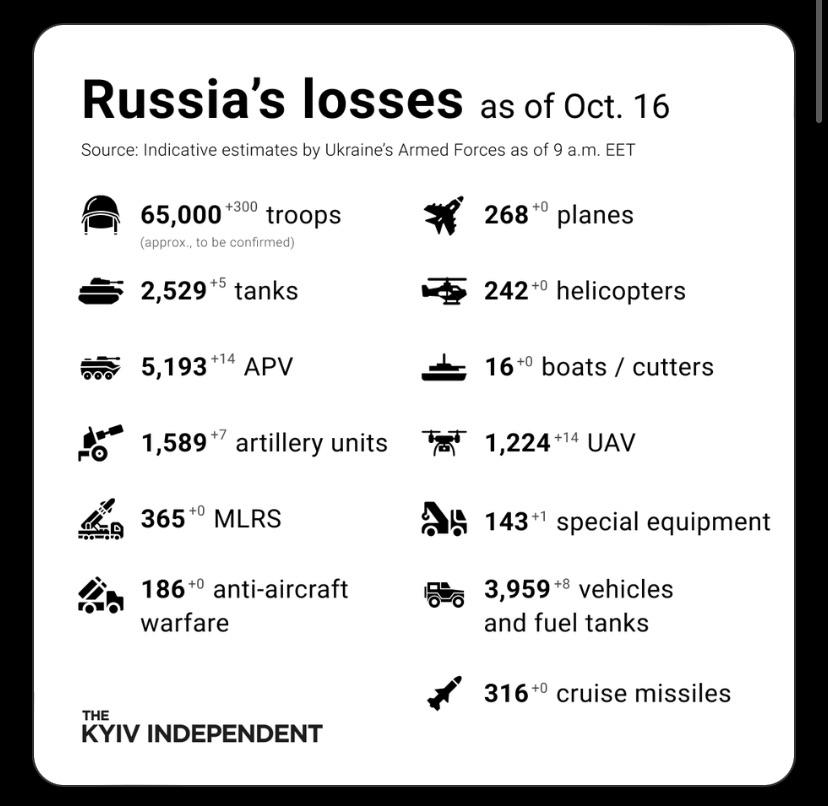 Russia’s losses as of Oct. 16
Source: Indicative estimates by Ukraine’s Armed Forces as of 9 a.m. EET
65,000 +300 troops
(approx., to be confirmed)
2,529 +5 tanks
5,193 +14 APV
1,589 +7 artillery units
365 +0 MLRS
186 +0 anti-aircraft
warfare
268 +0 planes
242 +0 helicopters
16 +0 boats / cutters
1,224 +14 UAV
143 +1 special equipment
3,959 +8 vehicles
and fuel tanks
316 +0 cruise missiles
THE
KYIV INDEPENDENT